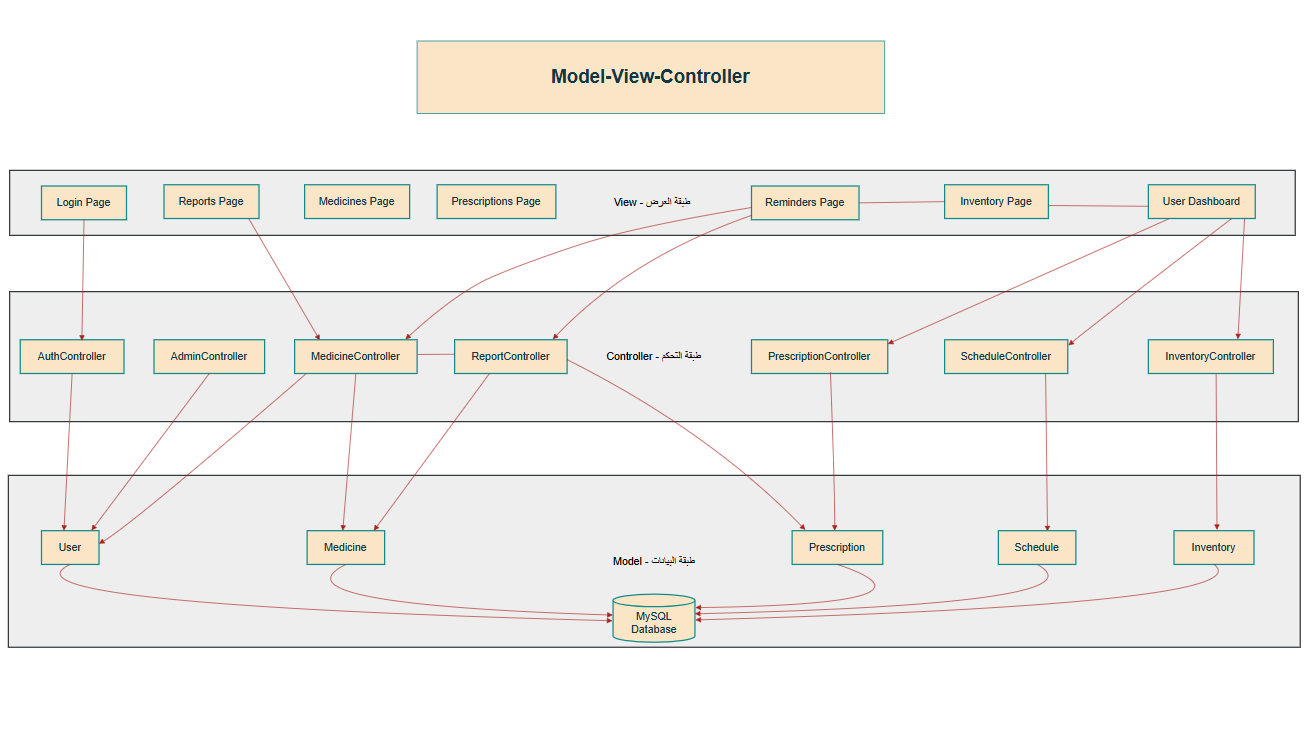 Model-View-Controller
Login Page
Reports Page
Medicines Page
Prescriptions Page
View - طبقة العرض
Reminders Page
Inventory Page
User Dashboard
AuthController
AdminController
MedicineController
ReportController
Controller - طبقة التحكم
PrescriptionController
ScheduleController
InventoryController
User
Medicine
Model - طبقة البيانات
Prescription
Schedule
Inventory
MySQL
Database